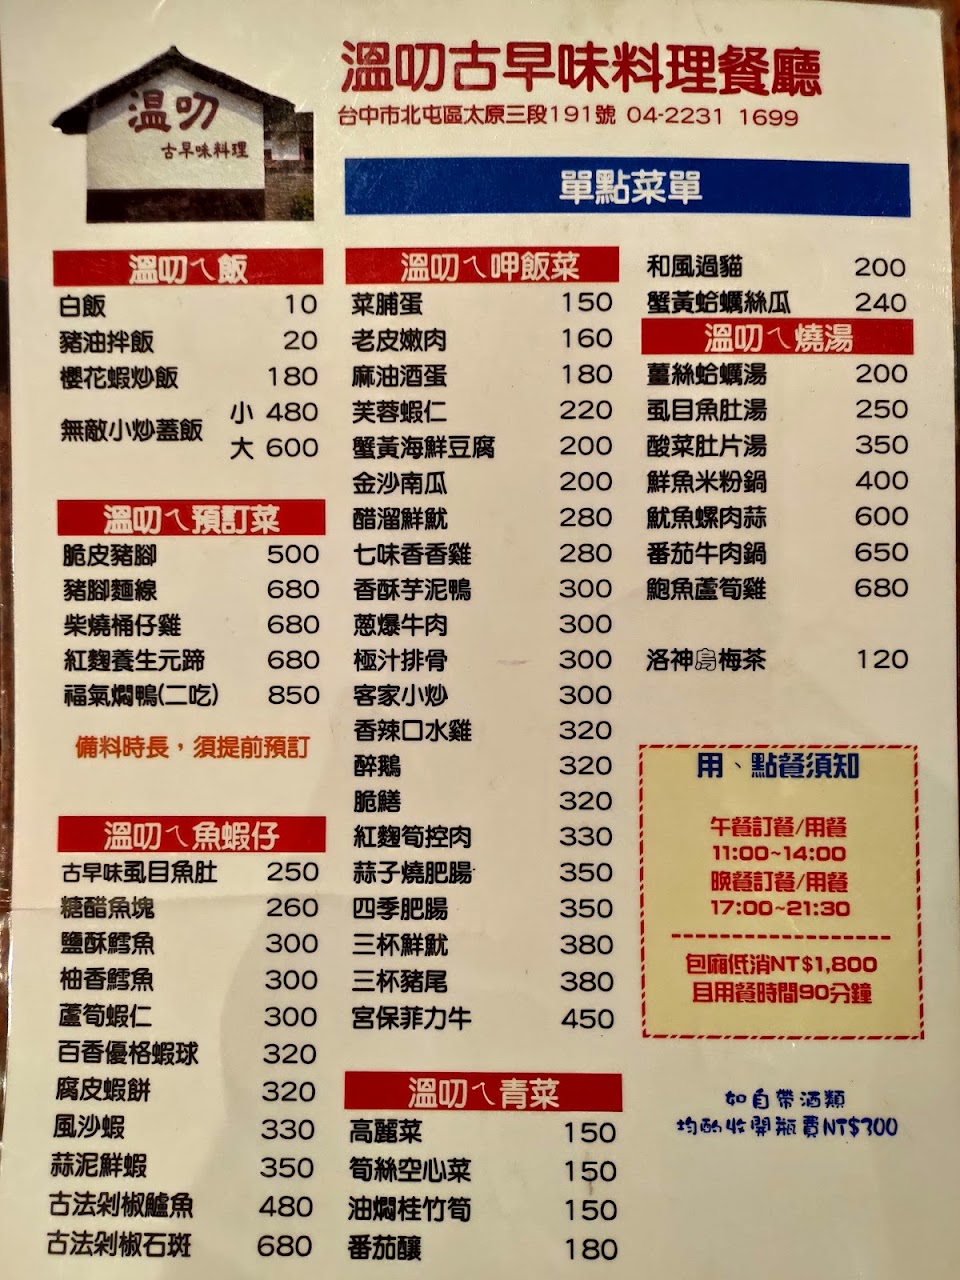 溫叨
古早味料理
溫叨古早味料理餐廳
台中市北屯區太原三段191號 04-2231 1699
單點菜單
溫叨ㄟ飯
白飯 10
豬油拌飯 20
櫻花蝦炒飯 180
無敵小炒蓋飯 小 480
大 600
溫叨ㄟ預訂菜
脆皮豬腳 500
豬腳麵線 680
柴燒桶仔雞 680
紅麴養生元蹄 680
福氣燜鴨(二吃) 850
備料時長，須提前預訂
溫叨ㄟ魚蝦仔
古早味虱目魚肚 250
糖醋魚塊 260
鹽酥鱈魚 300
柚香鱈魚 300
蘆筍蝦仁 300
百香優格蝦球 320
腐皮蝦餅 320
風沙蝦 330
蒜泥鮮蝦 350
古法剁椒鱸魚 480
古法剁椒石斑 680
溫叨ㄟ呷飯菜
菜脯蛋 150
老皮嫩肉 160
麻油酒蛋 180
芙蓉蝦仁 220
蟹黃海鮮豆腐 200
金沙南瓜 200
醋溜鮮魷 280
七味香香雞 280
香酥芋泥鴨 300
蔥爆牛肉 300
極汁排骨 300
客家小炒 300
香辣口水雞 320
醉鵝 320
脆鱔 320
紅麴筍控肉 330
蒜子燒肥腸 350
四季肥腸 350
三杯鮮魷 380
三杯豬尾 380
宮保菲力牛 450
溫叨ㄟ青菜
高麗菜 150
筍絲空心菜 150
油燜桂竹筍 150
番茄釀 180
和風過貓 200
蟹黃蛤蠣絲瓜 240
溫叨ㄟ燒湯
薑絲蛤蠣湯 200
虱目魚肚湯 250
酸菜肚片湯 350
鮮魚米粉鍋 400
魷魚螺肉蒜 600
番茄牛肉鍋 650
鮑魚蘆筍雞 680
洛神烏梅茶 120
用、點餐須知
午餐訂餐/用餐
11:00~14:00
晚餐訂餐/用餐
17:00~21:30
包廂低消NT$1,800
且用餐時間90分鐘
如自帶酒類
均酌收開瓶費NT$300